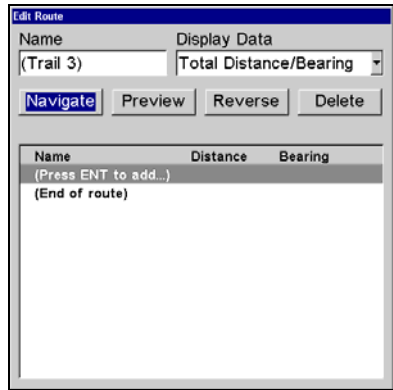 Edit Route
Name Display Data
(Trail 3) Total Distance/Bearing
Navigate Preview Reverse Delete
Name Distance Bearing
(Press ENT to add...)
(End of route)